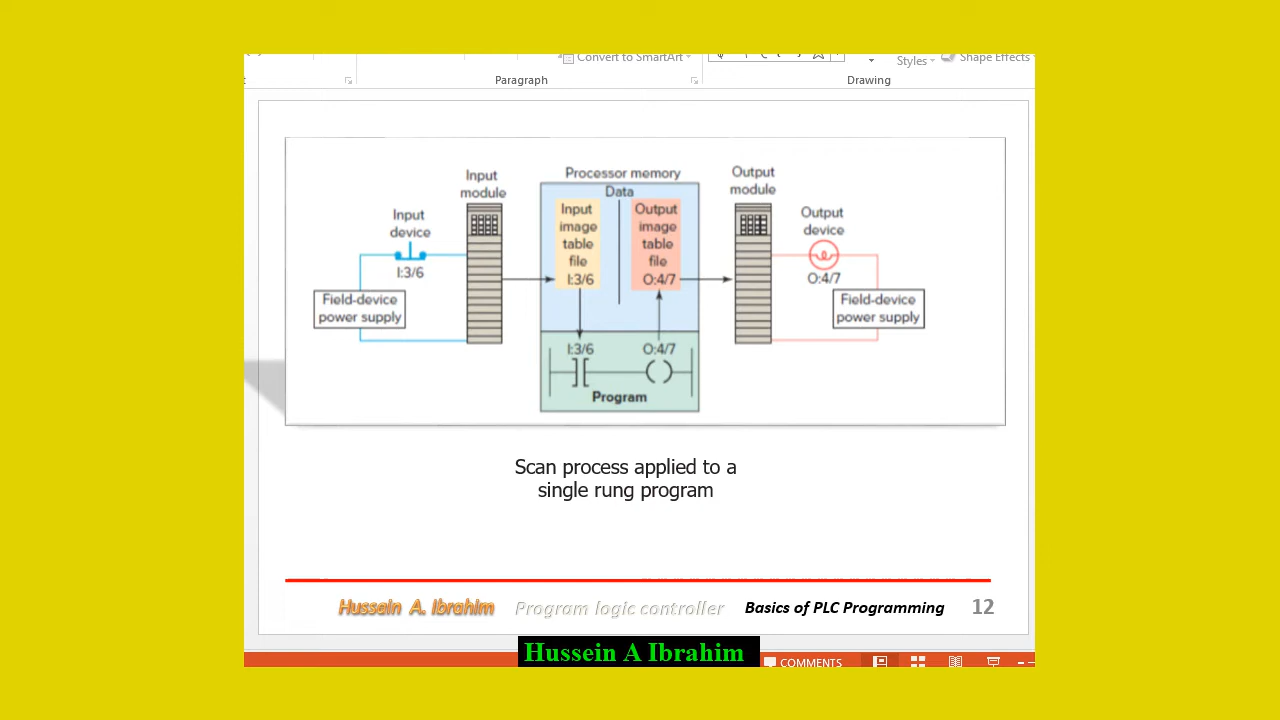 Convert to SmartArt
Styles
Shape Effects
Paragraph
Drawing
Processor memory
Data
Input
module
Output
module
Input
device
Input
image
table
file
I:3/6
Output
image
table
file
O:4/7
Output
device
I:3/6
O:4/7
Field-device
power supply
Field-device
power supply
I:3/6
O:4/7
Program
Scan process applied to a
single rung program
Hussein A. Ibrahim
Program logic controller
Basics of PLC Programming
12
Hussein A Ibrahim
COMMENTS